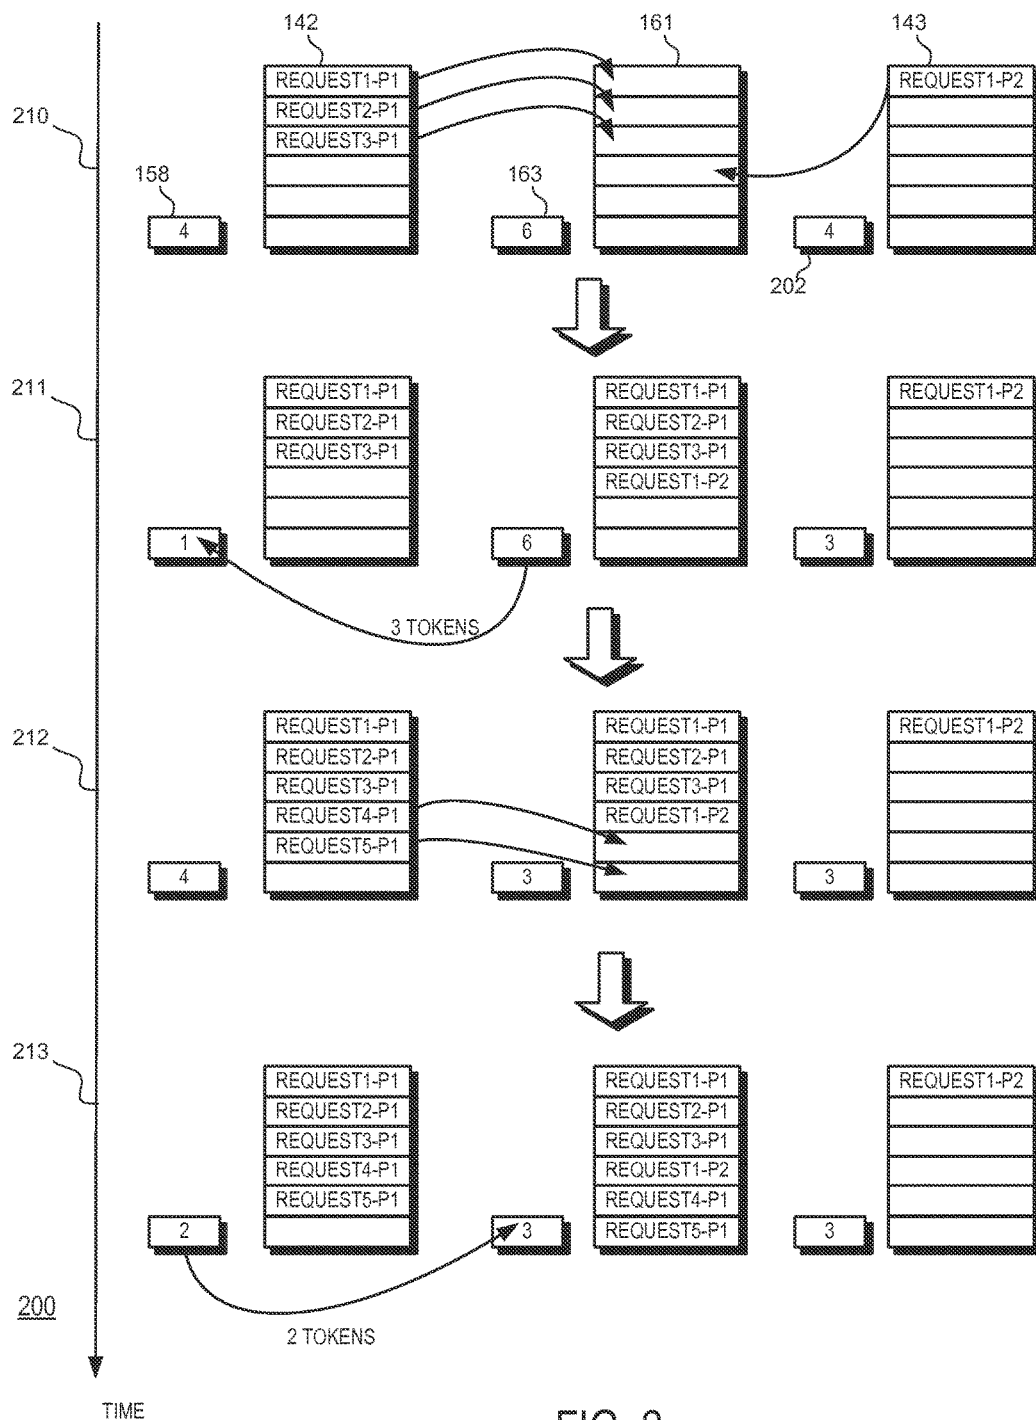 142 161 143
REQUEST1-P1 REQUEST1-P2
REQUEST2-P1
210 REQUEST3-P1
158 163
4 6 4
202
211 REQUEST1-P1 REQUEST1-P1 REQUEST1-P2
REQUEST2-P1 REQUEST2-P1
REQUEST3-P1 REQUEST3-P1
REQUEST1-P2
1 6 3
3 TOKENS
212 REQUEST1-P1 REQUEST1-P1 REQUEST1-P2
REQUEST2-P1 REQUEST2-P1
REQUEST3-P1 REQUEST3-P1
REQUEST4-P1 REQUEST1-P2
REQUEST5-P1
4 3 3
213
REQUEST1-P1 REQUEST1-P1 REQUEST1-P2
REQUEST2-P1 REQUEST2-P1
REQUEST3-P1 REQUEST3-P1
REQUEST4-P1 REQUEST1-P2
REQUEST5-P1 REQUEST4-P1
2 3 REQUEST5-P1 3
200
2 TOKENS
TIME
FIG.